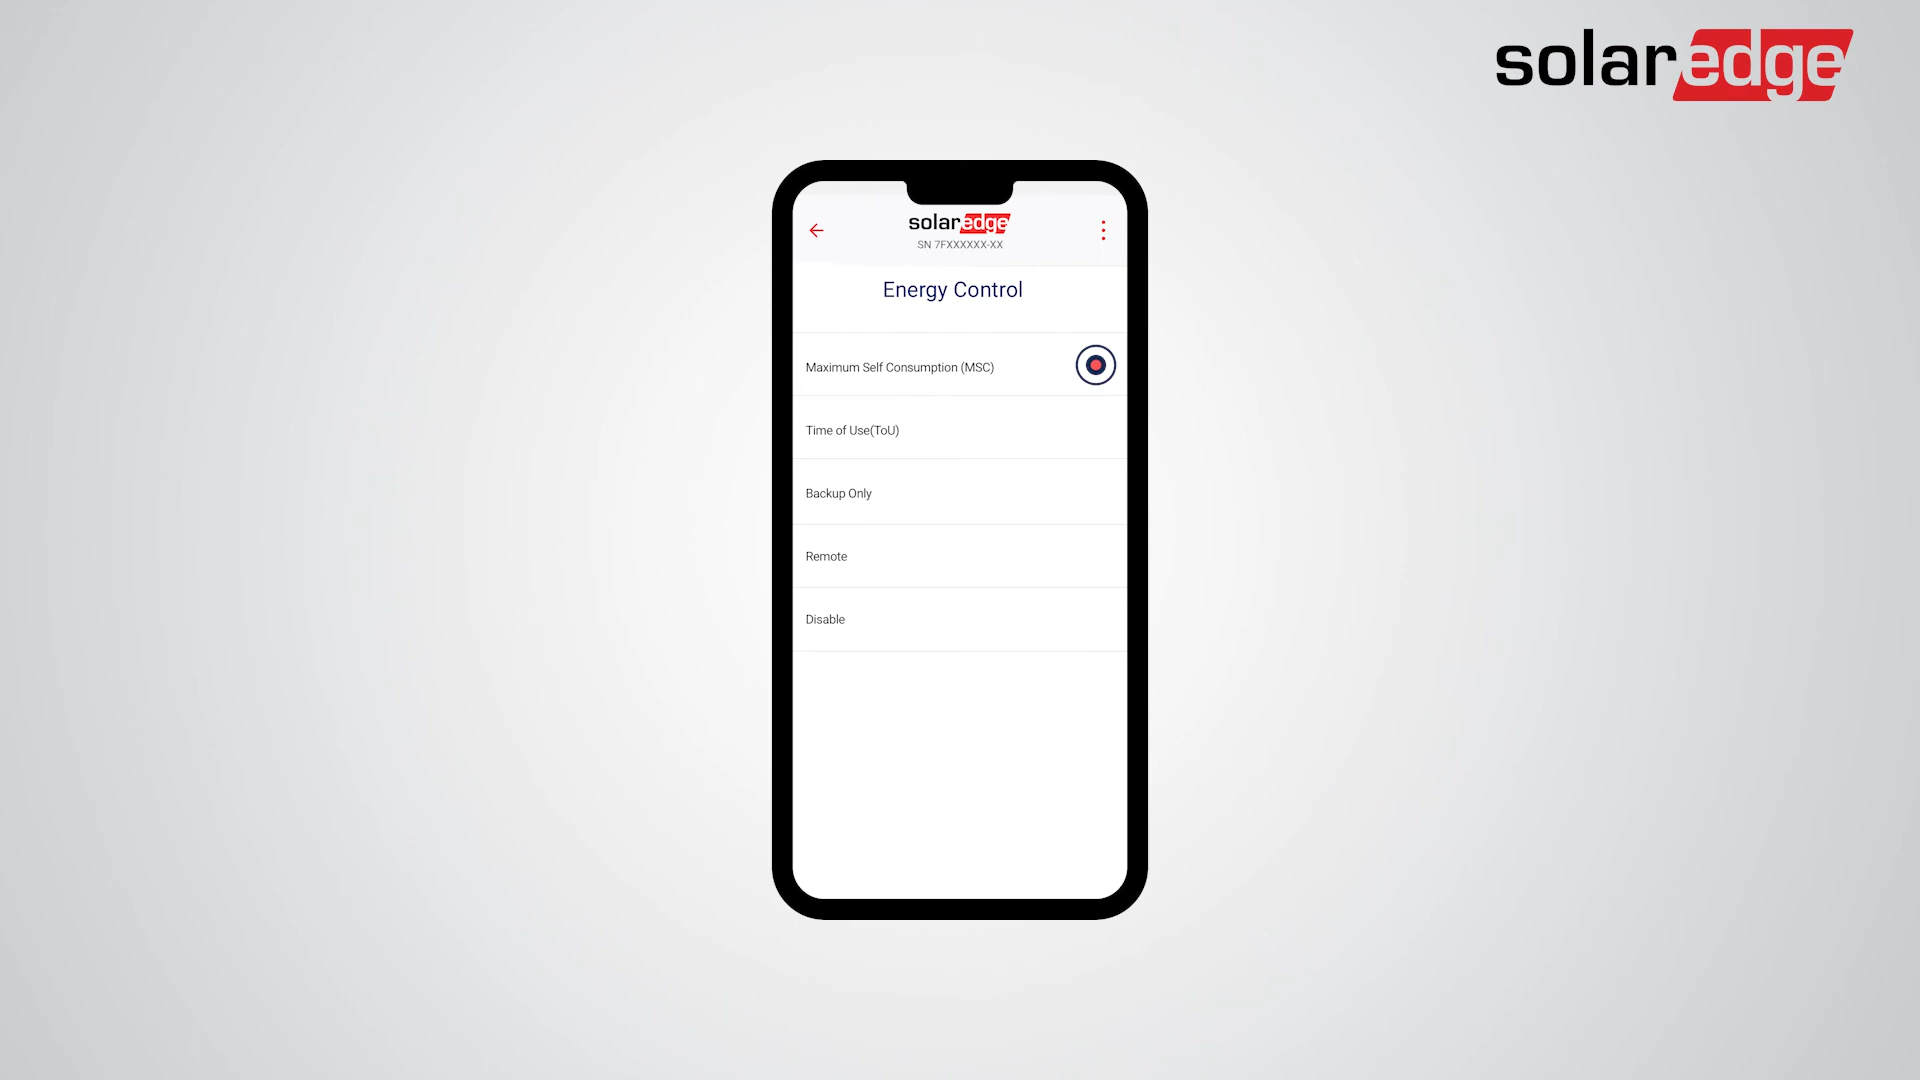 solaredge
solaredge
SN 7FXXXXXX-XX
Energy Control
Maximum Self Consumption (MSC)
Time of Use(ToU)
Backup Only
Remote
Disable